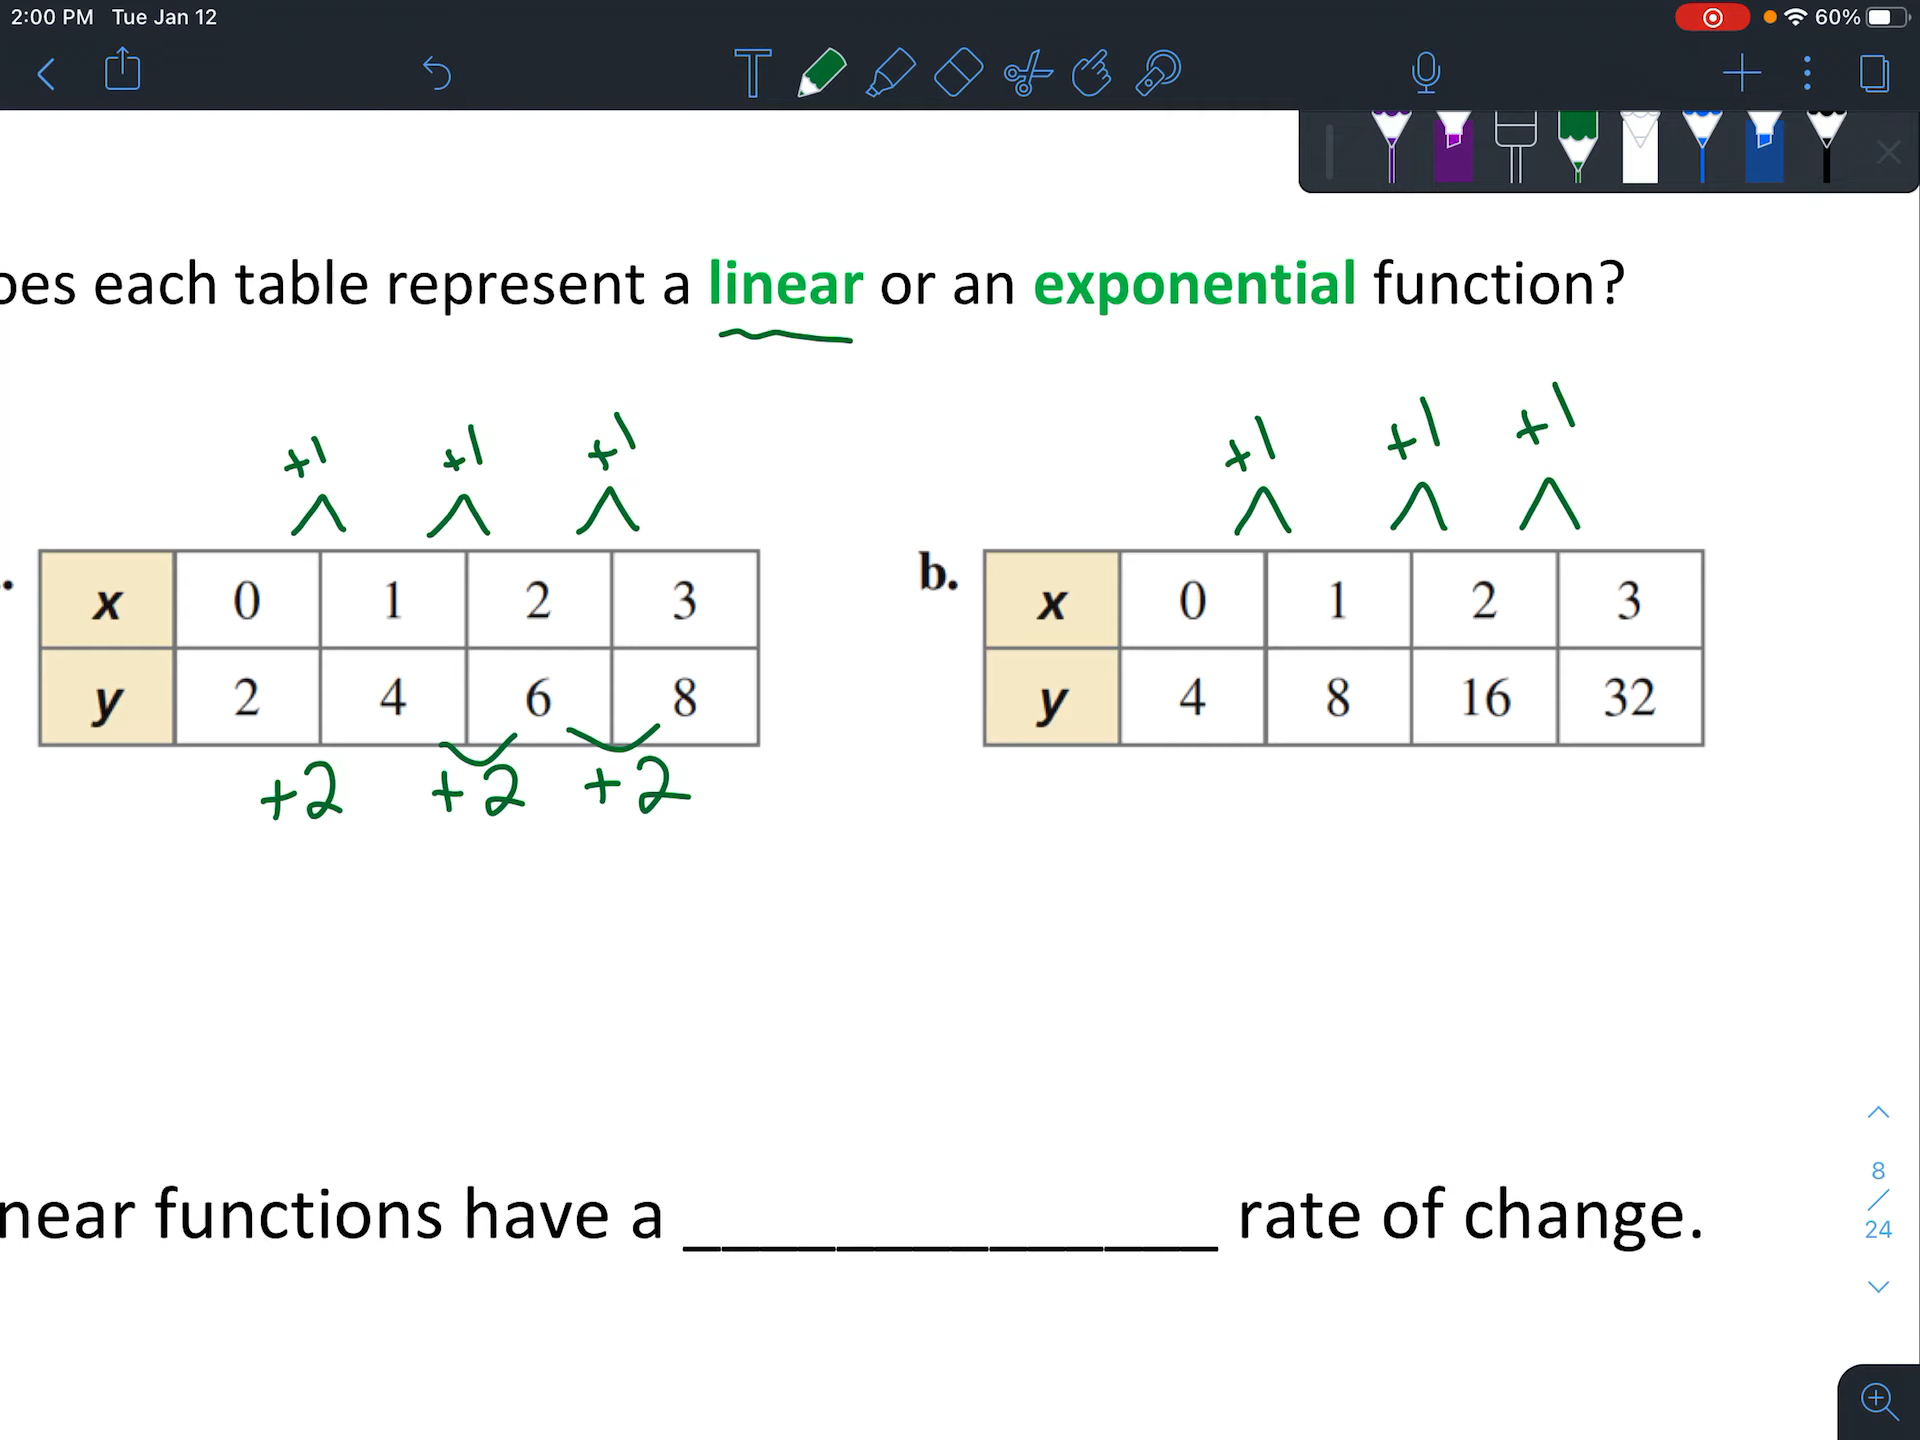 2:00 PM Tue Jan 12
60%
oes each table represent a linear or an exponential function?
+1 +1 +1
+1 +1 +1
x 0 1 2 3
y 2 4 6 8
+2 +2 +2
b.
x 0 1 2 3
y 4 8 16 32
near functions have a ______________ rate of change.
8
/
24